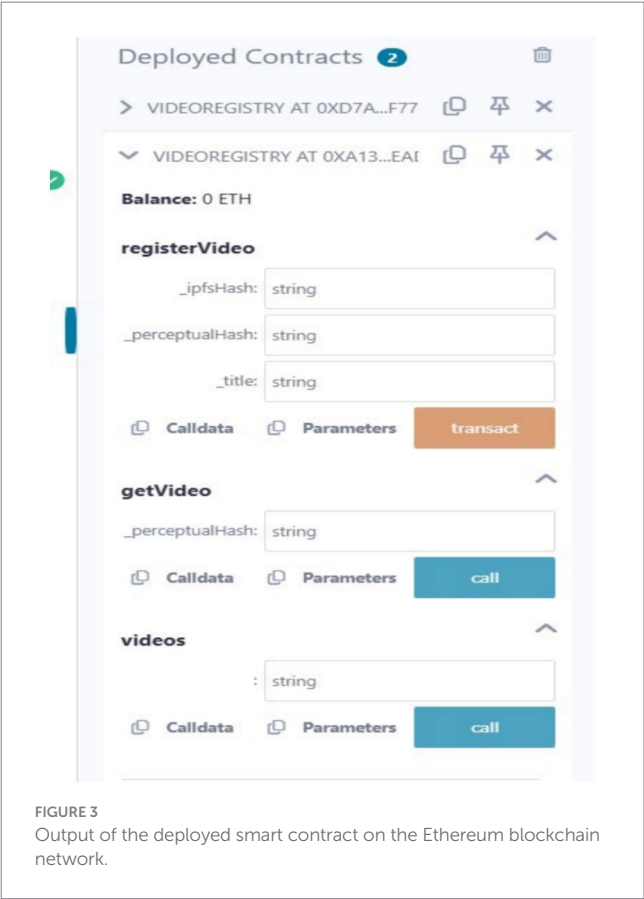 Deployed Contracts 2
VIDEOREGISTRY AT 0XD7A...F77
VIDEOREGISTRY AT 0XA13...EAD
Balance: 0 ETH
registerVideo
_ipfsHash: string
_perceptualHash: string
_title: string
Calldata Parameters transact
getVideo
_perceptualHash: string
Calldata Parameters call
videos
: string
Calldata Parameters call
FIGURE 3
Output of the deployed smart contract on the Ethereum blockchain
network.